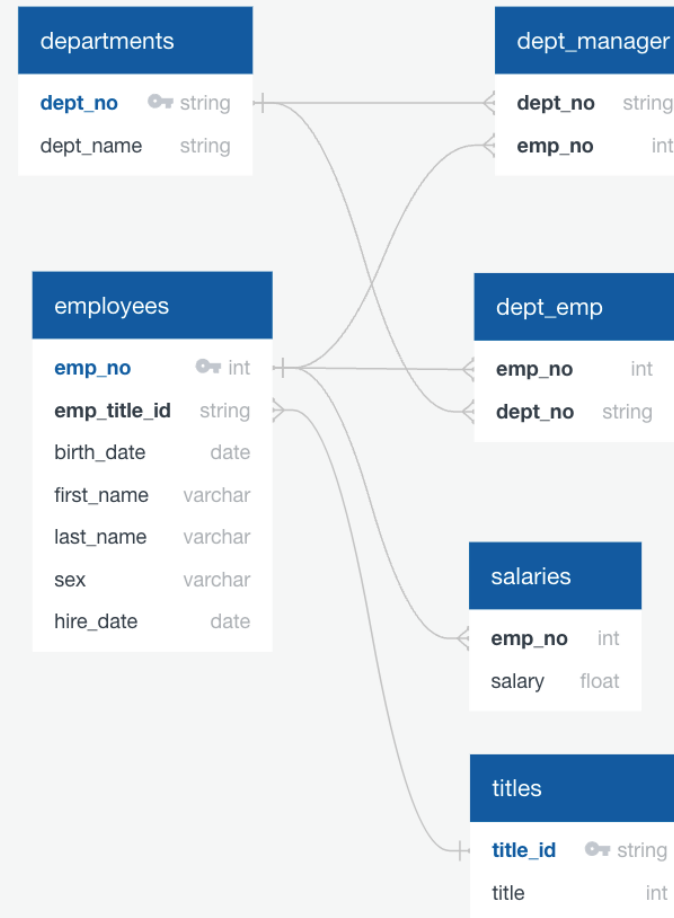 departments
dept_no string
dept_name string
dept_manager
dept_no string
emp_no int
employees
emp_no int
emp_title_id string
birth_date date
first_name varchar
last_name varchar
sex varchar
hire_date date
dept_emp
emp_no int
dept_no string
salaries
emp_no int
salary float
titles
title_id string
title int